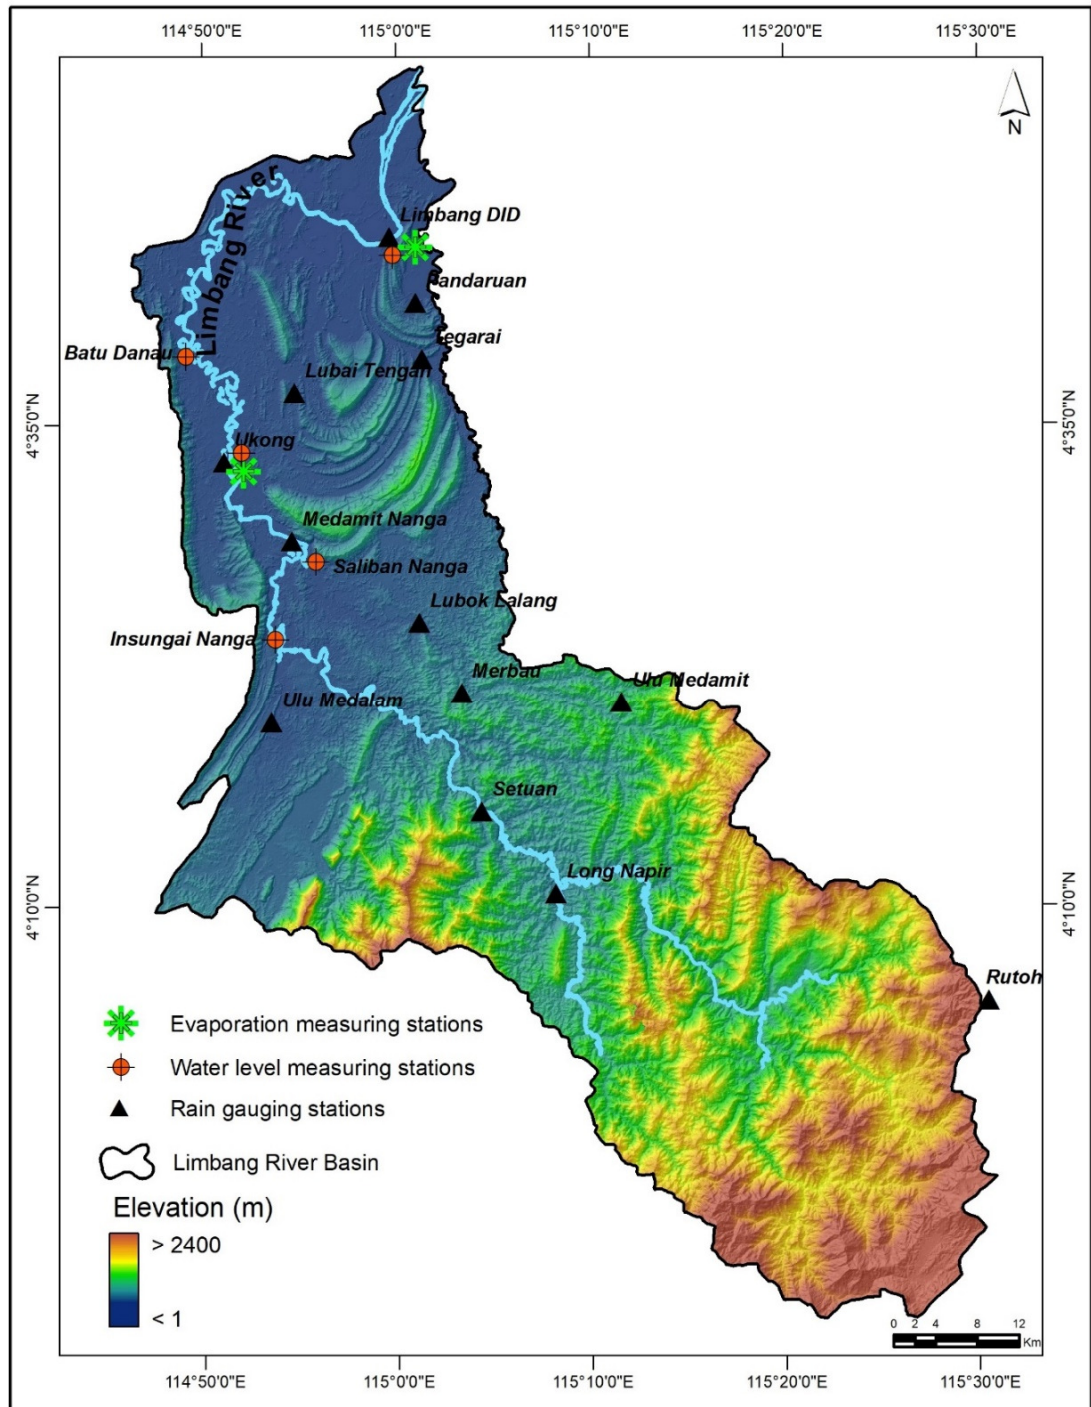 114°50'0"E
115°0'0"E
115°10'0"E
115°20'0"E
115°30'0"E
N
Limbang River
Limbang DID
Pandaruan
Tegarai
Batu Danau
Lubai Tengah
4°35'0"N
4°35'0"N
Ukong
Medamit Nanga
Saliban Nanga
Lubok Lalang
Insungai Nanga
Merbau
Ulu Medamit
Ulu Medalam
Setuan
Long Napir
4°10'0"N
4°10'0"N
Rutoh
Evaporation measuring stations
Water level measuring stations
Rain gauging stations
Limbang River Basin
Elevation (m)
> 2400
< 1
0 2 4 8 12
Km
114°50'0"E
115°0'0"E
115°10'0"E
115°20'0"E
115°30'0"E